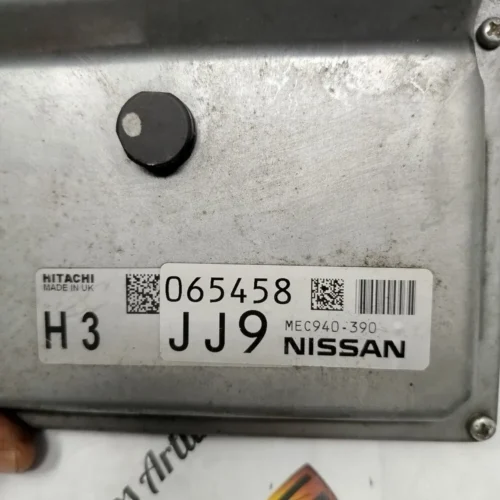 HITACHI
MADE IN UK
H3
065458
JJ9
MEC940-390
NISSAN